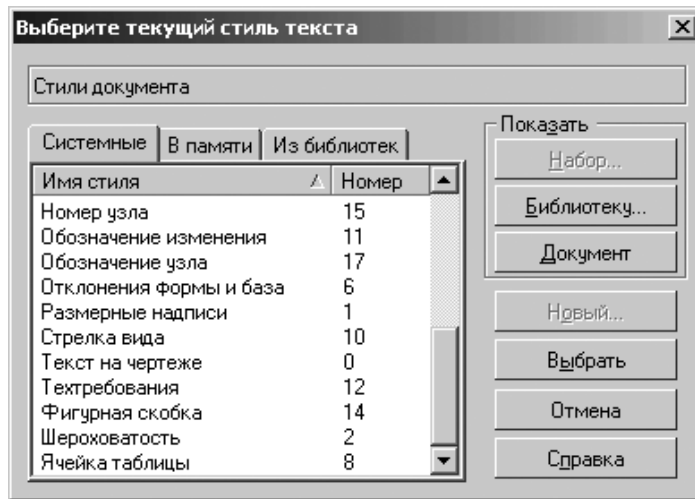 Выберите текущий стиль текста
Стили документа
Системные В памяти Из библиотек
Имя стиля Номер
Номер узла 15
Обозначение изменения 11
Обозначение узла 17
Отклонения формы и база 6
Размерные надписи 1
Стрелка вида 10
Текст на чертеже 0
Техтребования 12
Фигурная скобка 14
Шероховатость 2
Ячейка таблицы 8
Показать
Набор...
Библиотеку...
Документ
Новый...
Выбрать
Отмена
Справка